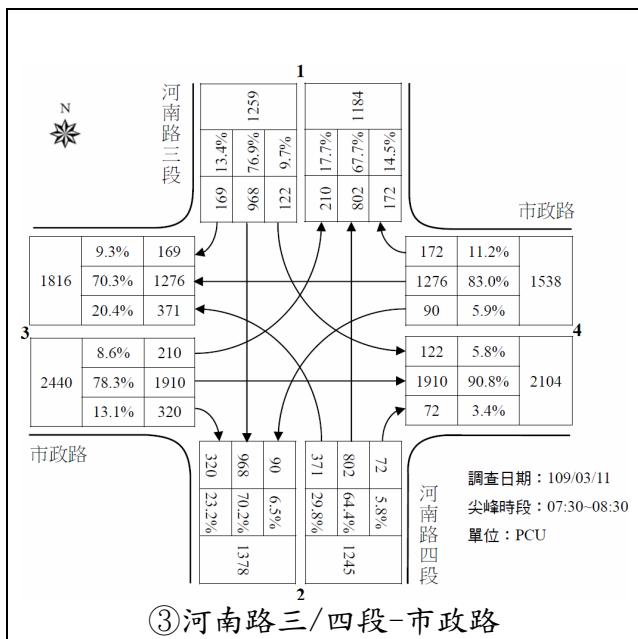 1
N
河南路三段
1259
1184
13.4% 76.9% 9.7%
17.7% 67.7% 14.5%
169 968 122
210 802 172
市政路
9.3% 169
1816 70.3% 1276
20.4% 371
172 11.2%
1276 83.0% 1538
90 5.9%
3
4
8.6% 210
2440 78.3% 1910
13.1% 320
122 5.8%
1910 90.8% 2104
72 3.4%
市政路
320 968 90
371 802 72
23.2% 70.2% 6.5%
29.8% 64.4% 5.8%
1378
1245
河南路四段
調查日期：109/03/11
尖峰時段：07:30~08:30
單位：PCU
2
③河南路三/四段-市政路